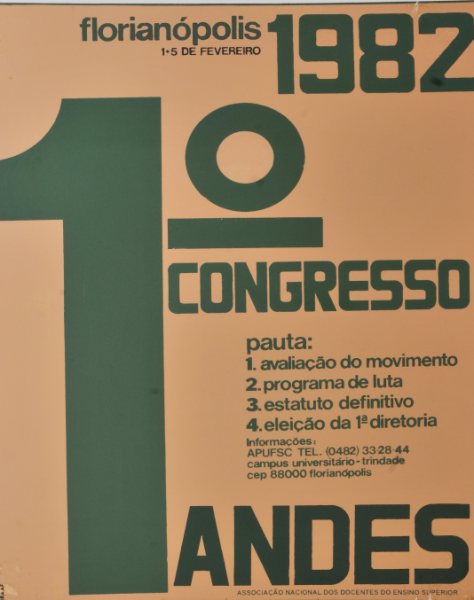 florianópolis 1982
1•5 DE FEVEREIRO
1º
CONGRESSO
pauta:
1. avaliação do movimento
2. programa de luta
3. estatuto definitivo
4. eleição da 1ª diretoria
Informações:
APUFSC TEL. (0482) 33-28-44
campus universitário - trindade
cep 88000 florianópolis
ANDES
ASSOCIAÇÃO NACIONAL DOS DOCENTES DO ENSINO SUPERIOR